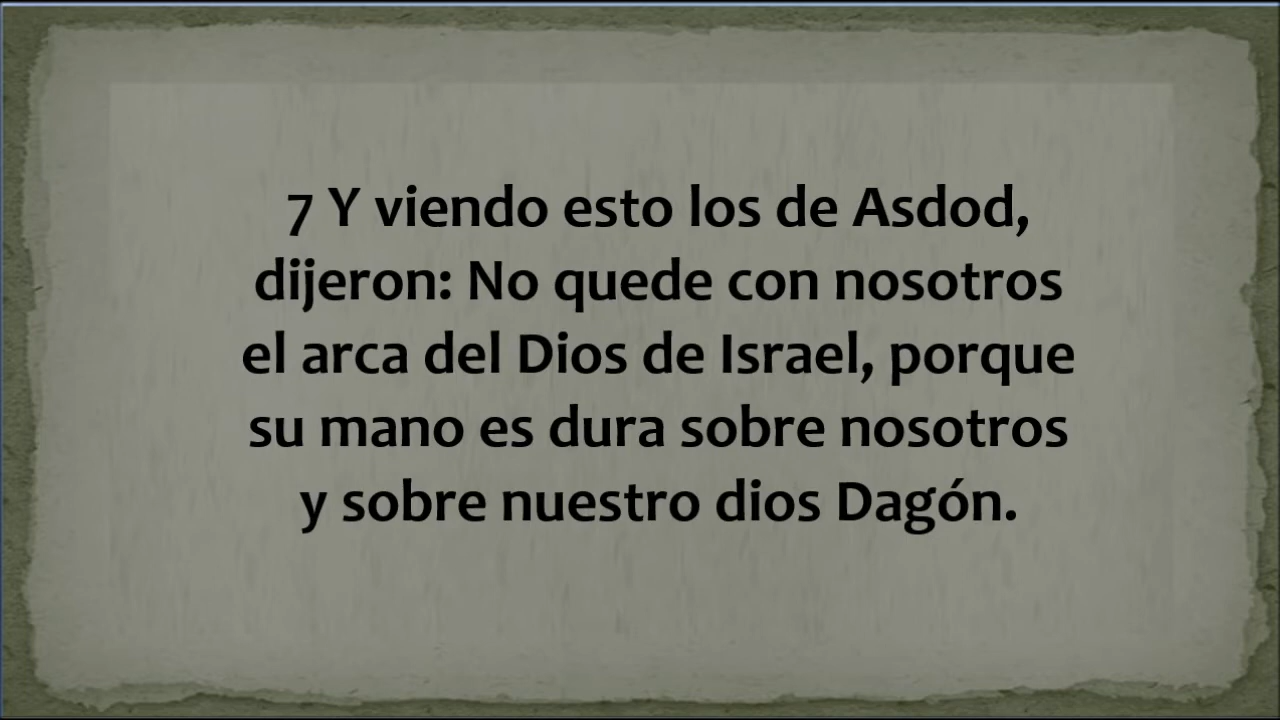 7 Y viendo esto los de Asdod,
dijeron: No quede con nosotros
el arca del Dios de Israel, porque
su mano es dura sobre nosotros
y sobre nuestro dios Dagón.